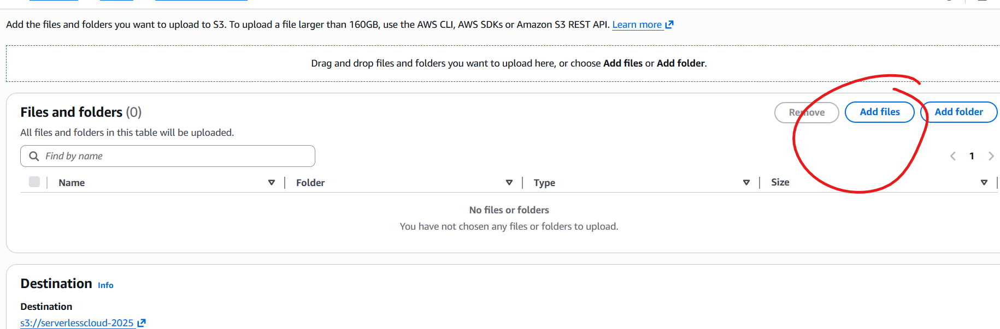 Add the files and folders you want to upload to S3. To upload a file larger than 160GB, use the AWS CLI, AWS SDKs or Amazon S3 REST API. Learn more
Drag and drop files and folders you want to upload here, or choose Add files or Add folder.
Files and folders (0)
Remove
Add files
Add folder
All files and folders in this table will be uploaded.
Find by name
1
Name
Folder
Type
Size
No files or folders
You have not chosen any files or folders to upload.
Destination Info
Destination
s3://serverlesscloud-2025